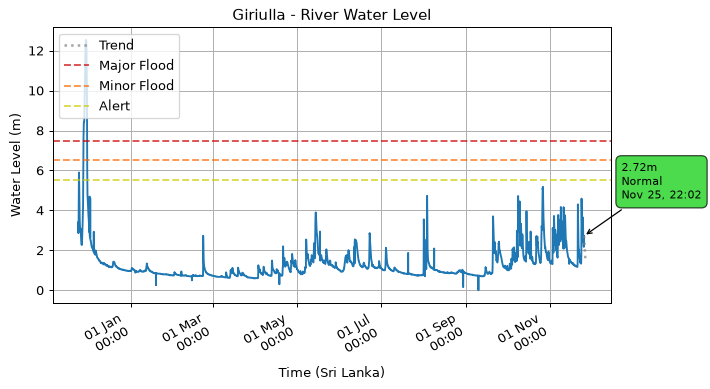 Giriulla - River Water Level
Trend
Major Flood
Minor Flood
Alert
Water Level (m)
12
10
8
6
4
2
0
2.72m
Normal
Nov 25, 22:02
01 Jan
00:00
01 Mar
00:00
01 May
00:00
01 Jul
00:00
01 Sep
00:00
01 Nov
00:00
Time (Sri Lanka)